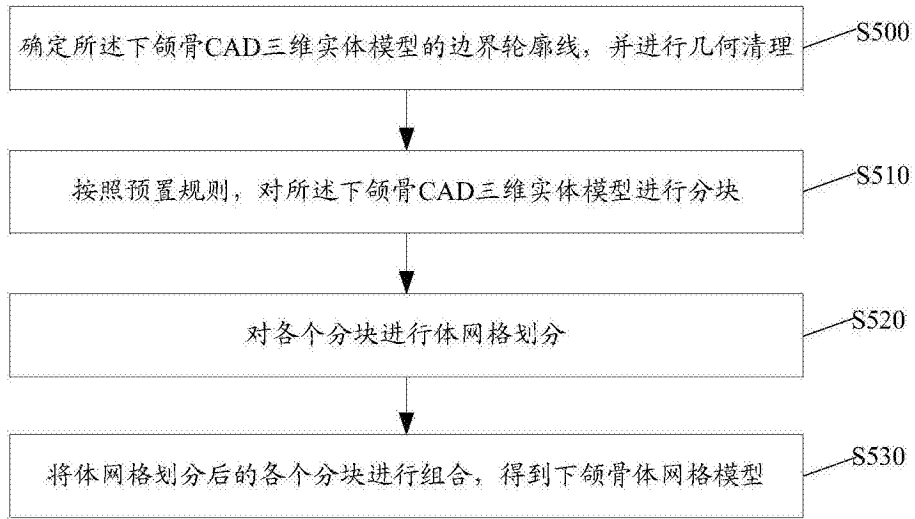 确定所述下颌骨CAD三维实体模型的边界轮廓线，并进行几何清理
S500
按照预置规则，对所述下颌骨CAD三维实体模型进行分块
S510
对各个分块进行体网格划分
S520
将体网格划分后的各个分块进行组合，得到下颌骨体网格模型
S530